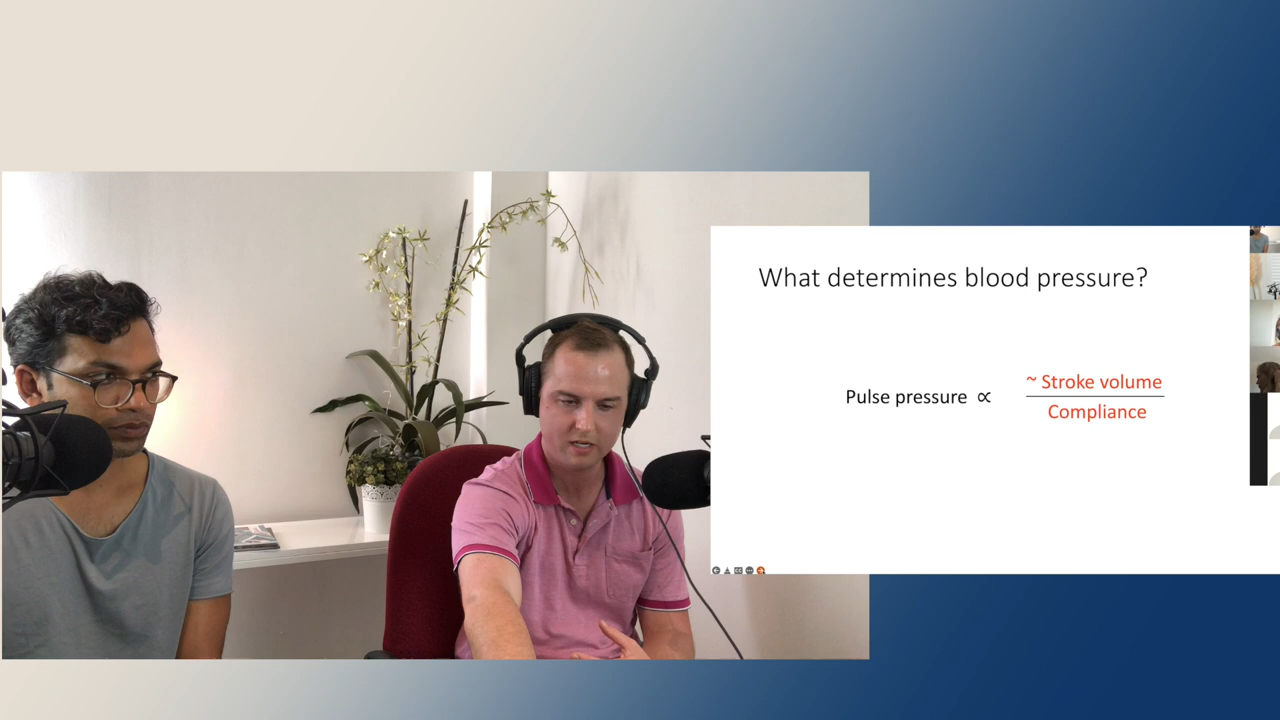 What determines blood pressure?
Pulse pressure ∝
~ Stroke volume
Compliance